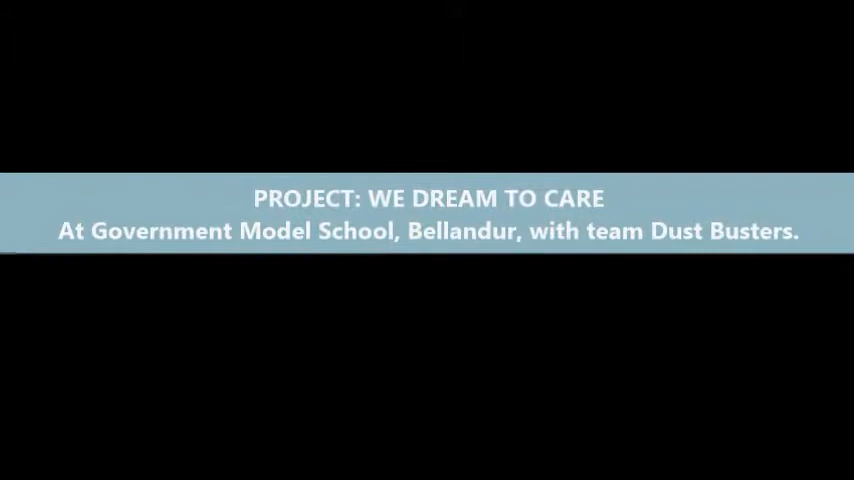 PROJECT: WE DREAM TO CARE
At Government Model School, Bellandur, with team Dust Busters.